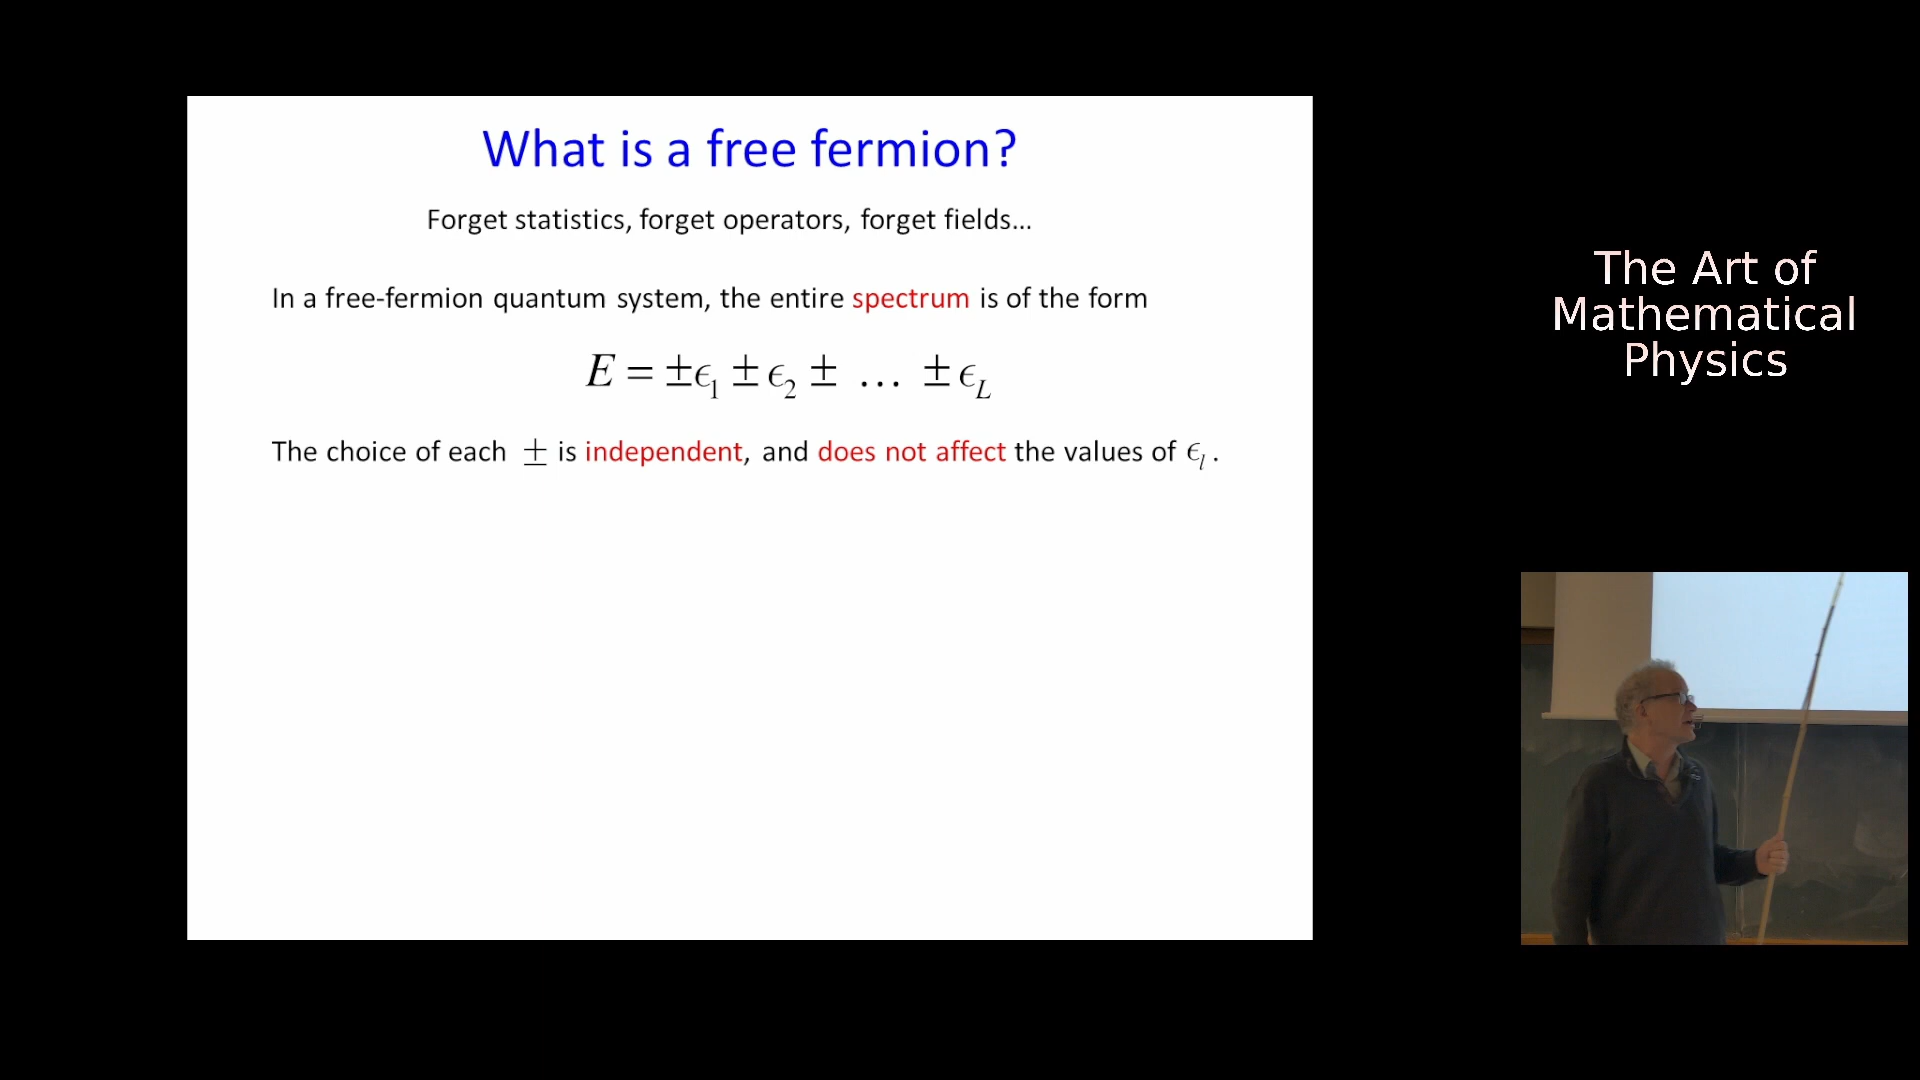 What is a free fermion?
Forget statistics, forget operators, forget fields...
In a free-fermion quantum system, the entire spectrum is of the form
E = ±ϵ₁ ± ϵ₂ ± ... ± ϵ_L
The choice of each ± is independent, and does not affect the values of ϵ_l .
The Art of
Mathematical
Physics